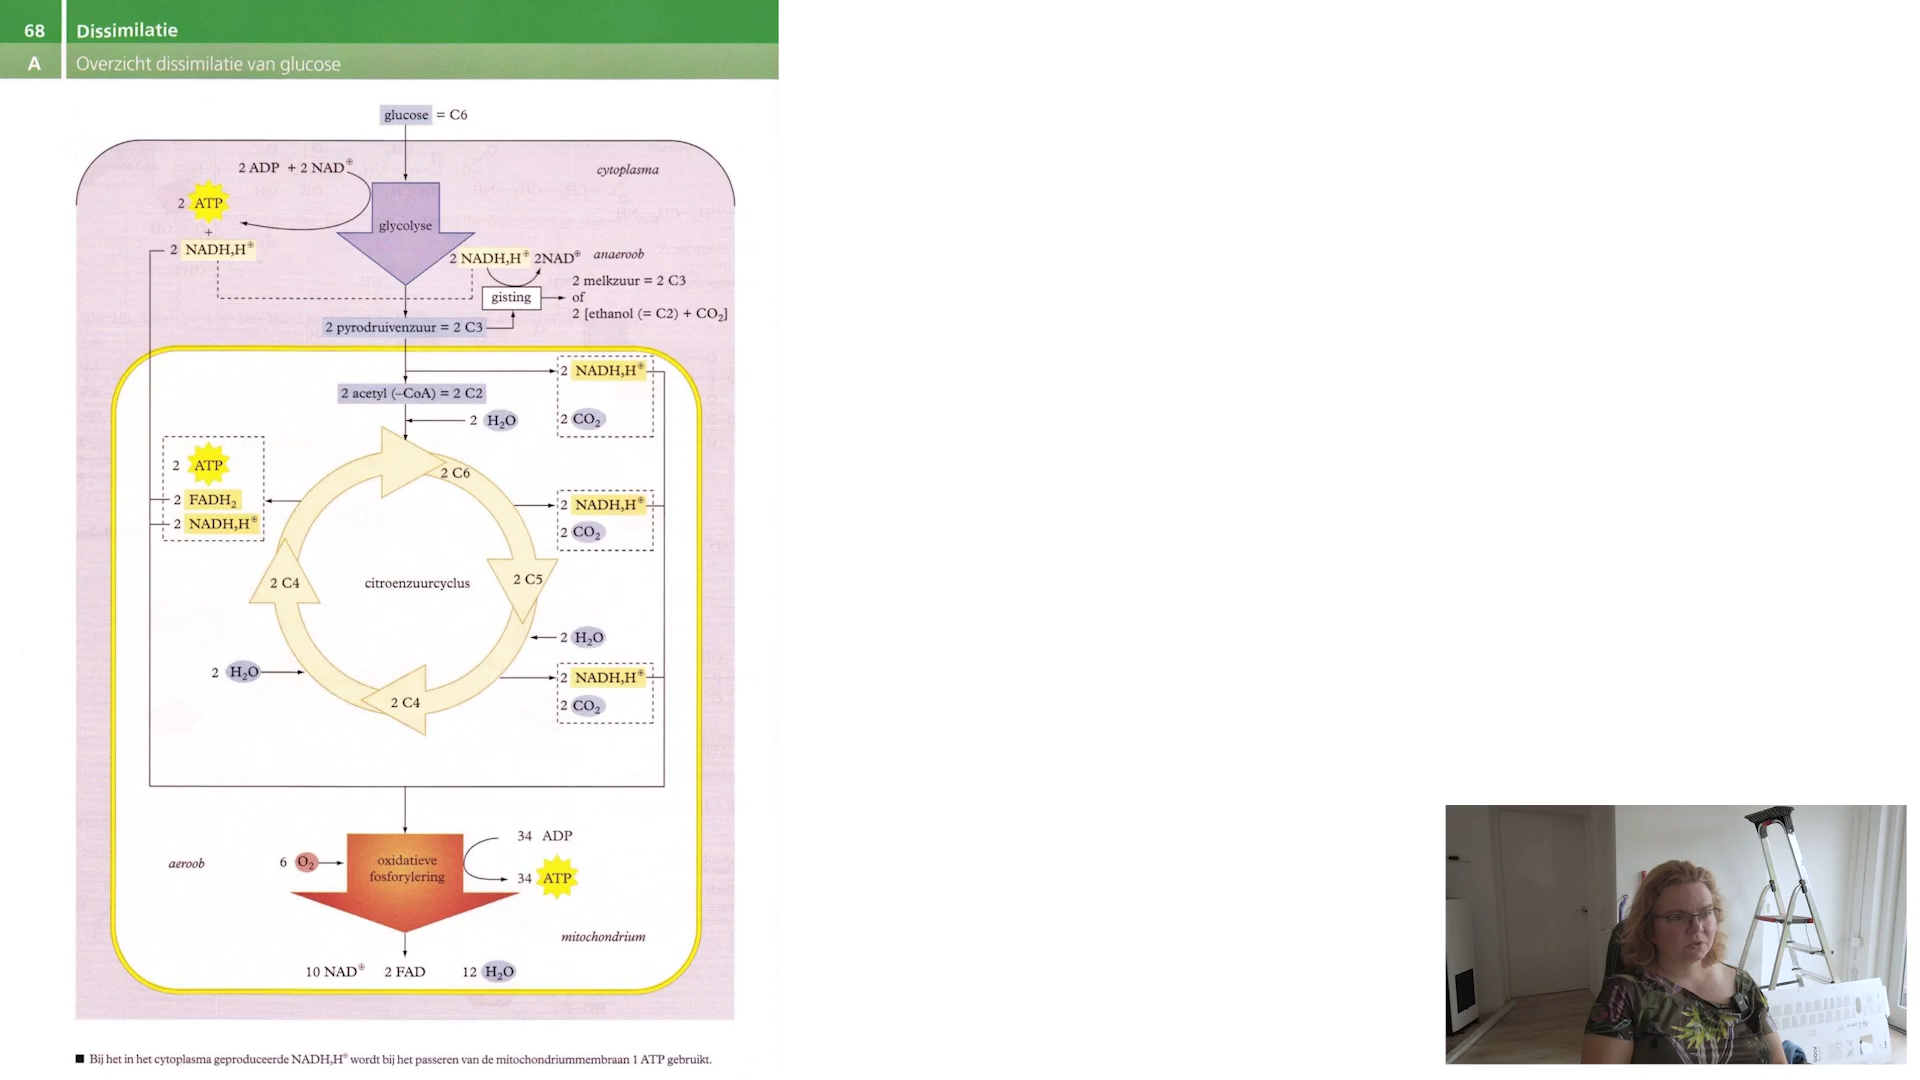 68 Dissimilatie
A Overzicht dissimilatie van glucose
glucose = C6
2 ADP + 2 NAD⊕
cytoplasma
2 ATP
+
2 NADH,H⊕
glycolyse
2 NADH,H⊕ 2NAD⊕ anaeroob
gisting
2 melkzuur = 2 C3
of
2 [ethanol (= C2) + CO₂]
2 pyrodruivenzuur = 2 C3
2 NADH,H⊕
2 acetyl (–CoA) = 2 C2
2 H₂O
2 CO₂
2 ATP
2 FADH₂
2 NADH,H⊕
2 C6
2 NADH,H⊕
2 CO₂
2 C4
citroenzuurcyclus
2 C5
2 H₂O
2 H₂O
2 NADH,H⊕
2 CO₂
2 C4
34 ADP
aeroob
6 O₂
oxidatieve
fosforylering
34 ATP
mitochondrium
10 NAD⊕ 2 FAD 12 H₂O
■ Bij het in het cytoplasma geproduceerde NADH,H⊕ wordt bij het passeren van de mitochondriummembraan 1 ATP gebruikt.